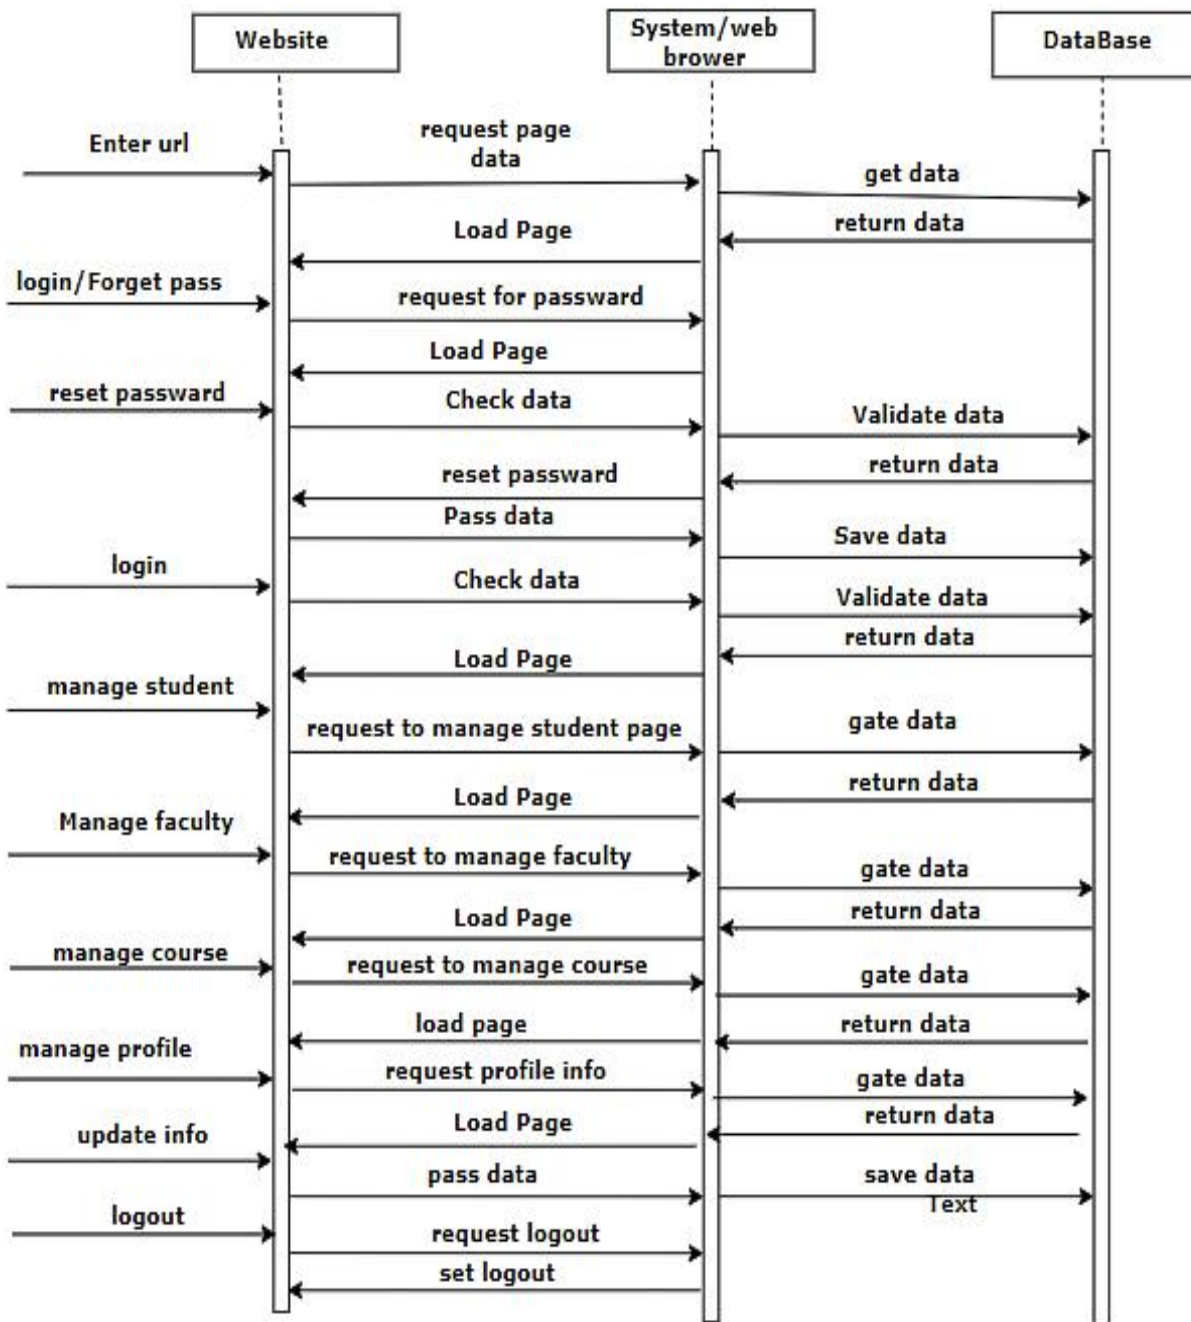 Website
System/web
brower
DataBase
Enter url
request page
data
get data
return data
Load Page
login/Forget pass
request for passward
Load Page
reset passward
Check data
Validate data
return data
reset passward
Pass data
Save data
login
Check data
Validate data
return data
Load Page
manage student
request to manage student page
gate data
return data
Load Page
Manage faculty
request to manage faculty
gate data
return data
Load Page
manage course
request to manage course
gate data
load page
return data
manage profile
request profile info
gate data
return data
Load Page
update info
pass data
save data
Text
logout
request logout
set logout